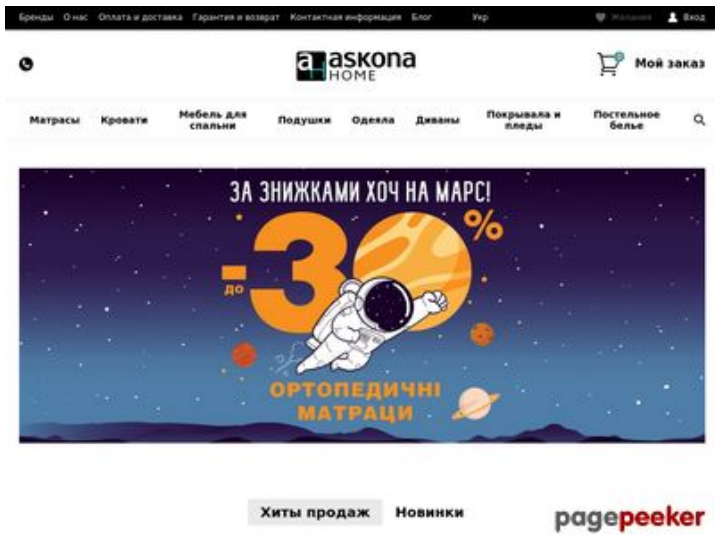 Бренды О нас Оплата и доставка Гарантия и возврат Контактная информация Блог Укр Желания Вход
a askona
HOME
0 Мой заказ
Матрасы Кровати Мебель для спальни Подушки Одеяла Диваны Покрывала и пледы Постельное белье
ЗА ЗНИЖКАМИ ХОЧ НА МАРС!
до -30%
ОРТОПЕДИЧНІ
МАТРАЦИ
Хиты продаж Новинки
pagepeeker